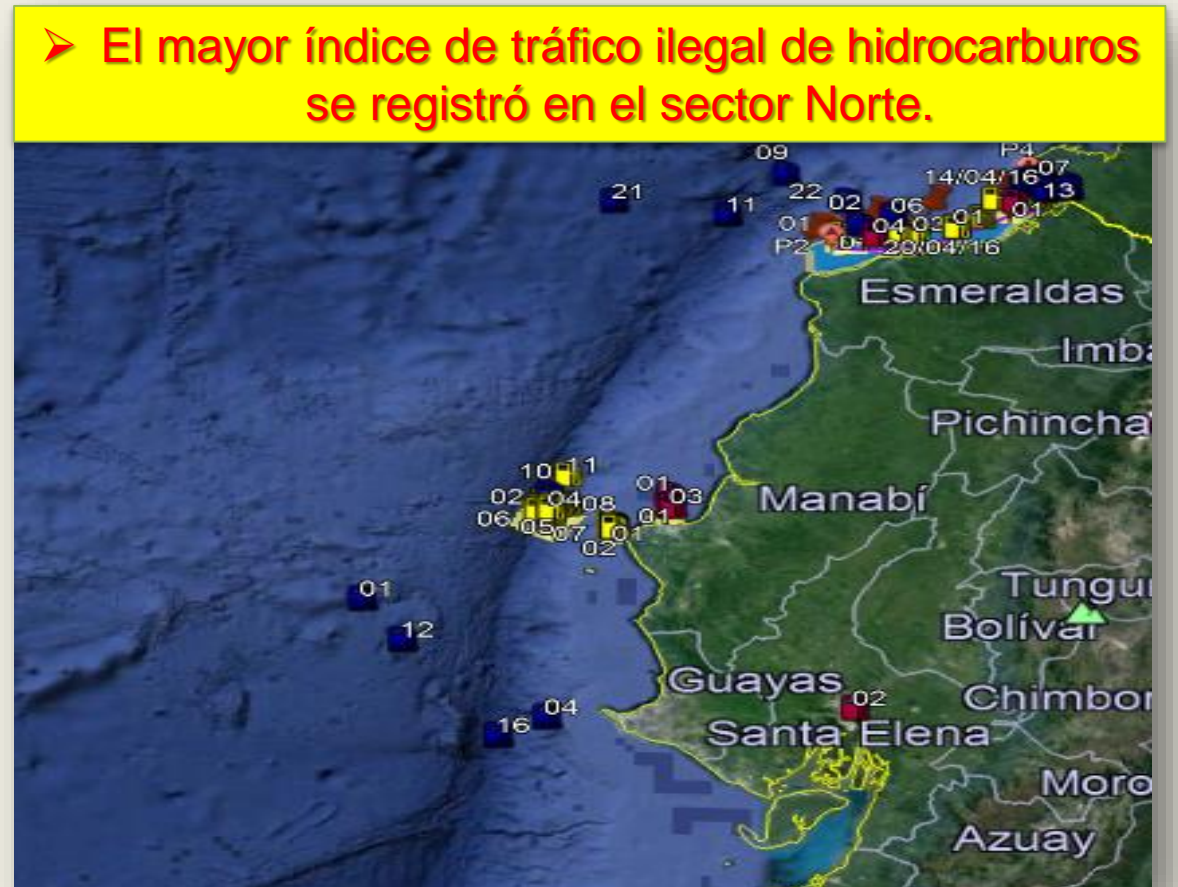 ➢ El mayor índice de tráfico ilegal de hidrocarburos
se registró en el sector Norte.
09
P4
21
11
22
02
06
14/04/16
07
13
01
04
03
01
01
P2
D
20/04/16
Esmeraldas
Imba
Pichincha
10
11
02
04
08
01
03
06
05
07
01
01
02
Manabí
01
12
Tungu
Bolívar
Guayas
02
Chimbor
04
16
Santa Elena
Moro
Azuay